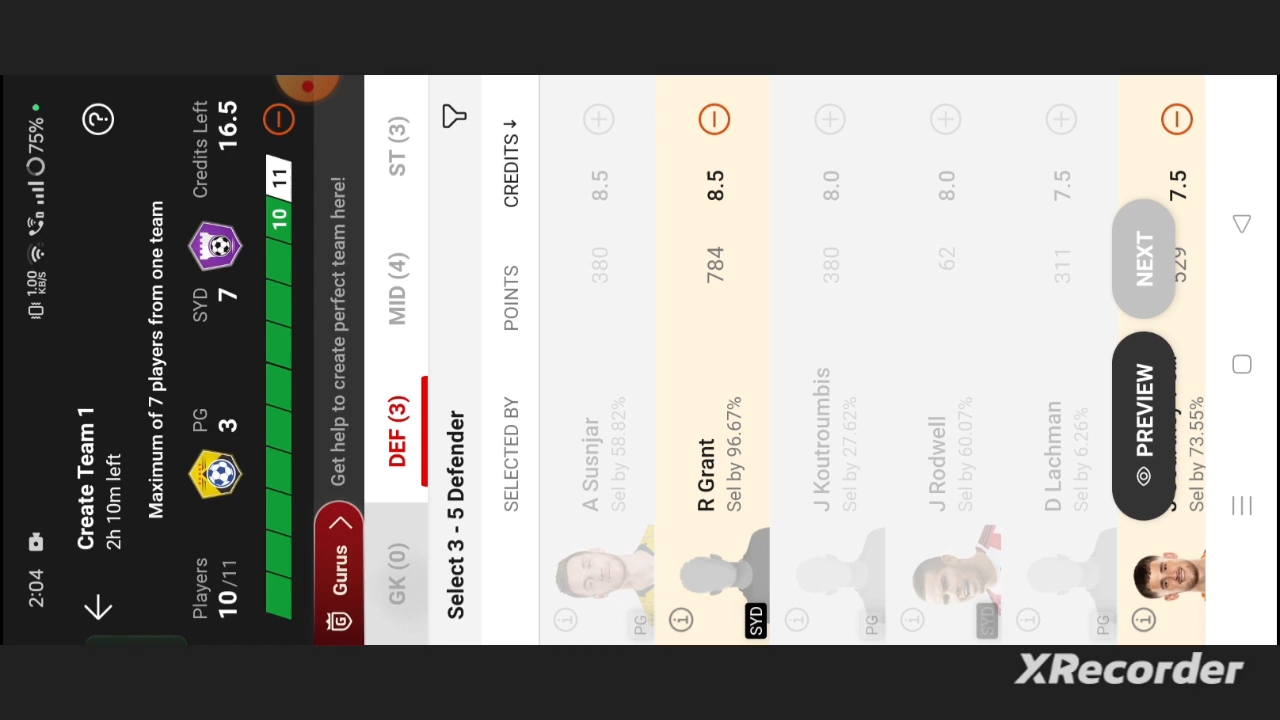 2:04
1.00
KB/S
75%
Create Team 1
2h 10m left
Maximum of 7 players from one team
Players
10/11
PG
3
SYD
7
Credits Left
16.5
10
11
Gurus
Get help to create perfect team here!
GK (0)
DEF (3)
MID (4)
ST (3)
Select 3 - 5 Defender
SELECTED BY
POINTS
CREDITS
A Susnjar
Sel by 58.82%
380
8.5
PG
R Grant
Sel by 96.67%
784
8.5
SYD
J Koutroumbis
Sel by 27.62%
380
8.0
PG
J Rodwell
Sel by 60.07%
62
8.0
SYD
D Lachman
Sel by 6.26%
311
7.5
PG
Sel by 73.55%
529
7.5
PREVIEW
NEXT
XRecorder